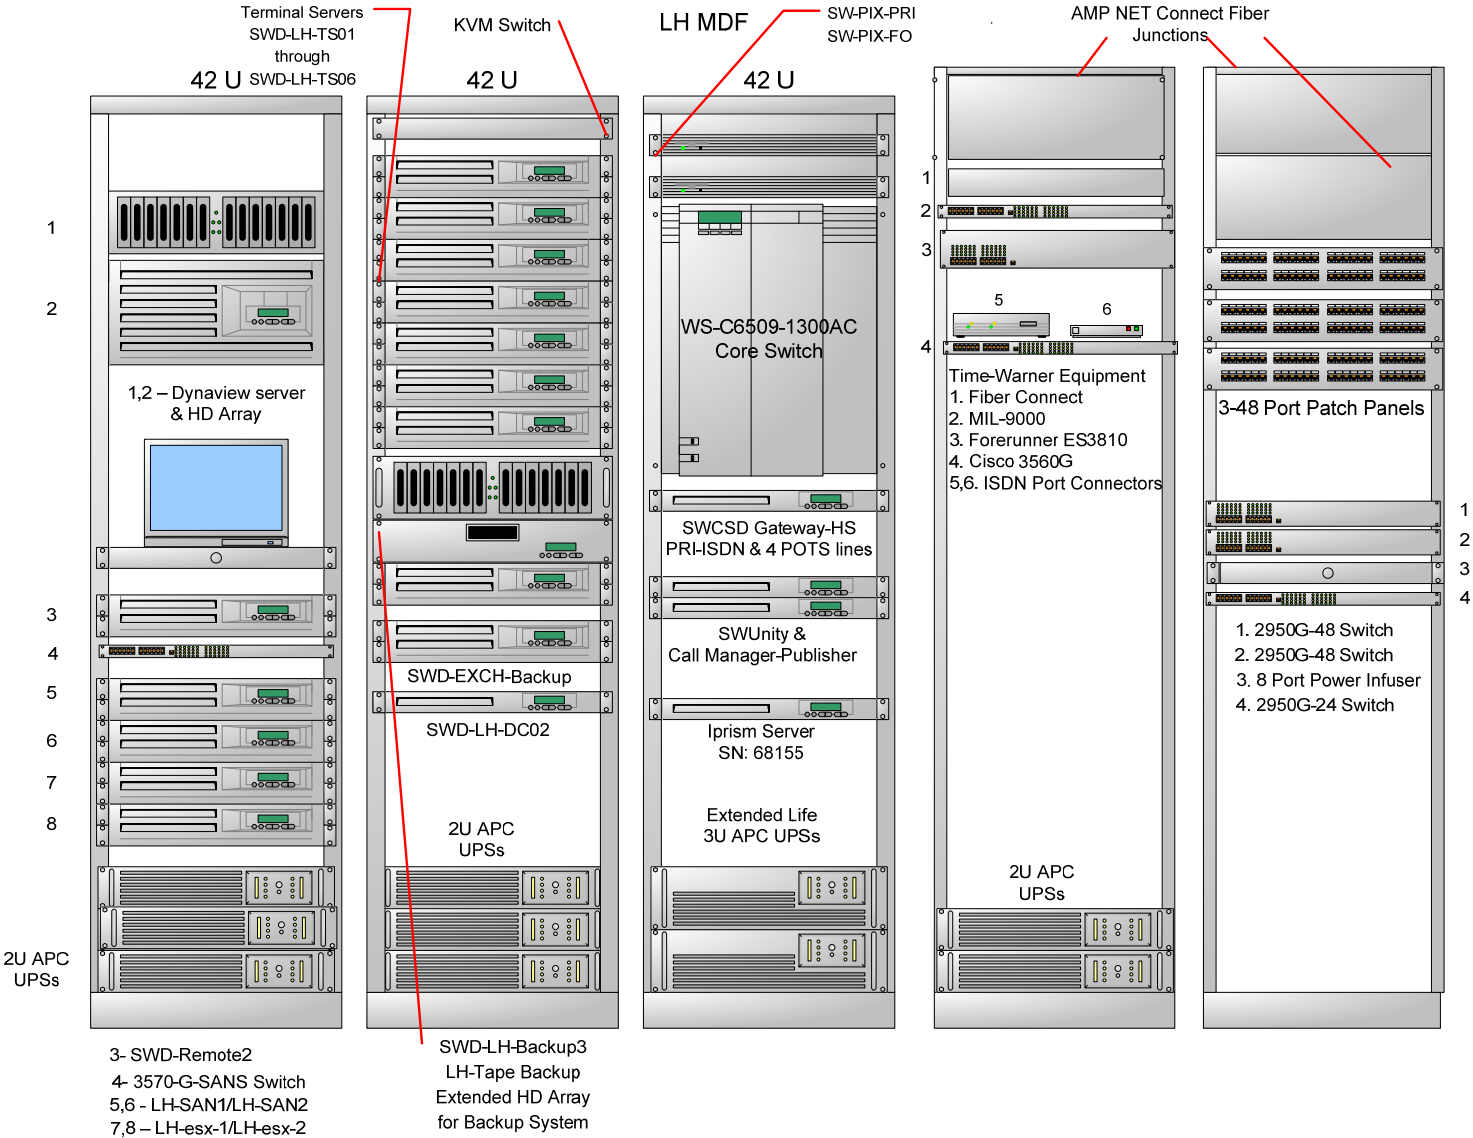 Terminal Servers
SWD-LH-TS01
through
SWD-LH-TS06
KVM Switch
LH MDF
SW-PIX-PRI
SW-PIX-FO
AMP NET Connect Fiber
Junctions
42 U
42 U
42 U
1
2
1,2 – Dynaview server
& HD Array
3
4
5
6
7
8
2U APC
UPSs
3- SWD-Remote2
4- 3570-G-SANS Switch
5,6 - LH-SAN1/LH-SAN2
7,8 – LH-esx-1/LH-esx-2
SWD-EXCH-Backup
SWD-LH-DC02
2U APC
UPSs
SWD-LH-Backup3
LH-Tape Backup
Extended HD Array
for Backup System
WS-C6509-1300AC
Core Switch
SWCSD Gateway-HS
PRI-ISDN & 4 POTS lines
SWUnity &
Call Manager-Publisher
Iprism Server
SN: 68155
Extended Life
3U APC UPSs
1
2
3
5
6
4
Time-Warner Equipment
1. Fiber Connect
2. MIL-9000
3. Forerunner ES3810
4. Cisco 3560G
5,6. ISDN Port Connectors
2U APC
UPSs
3-48 Port Patch Panels
1
2
3
4
1. 2950G-48 Switch
2. 2950G-48 Switch
3. 8 Port Power Infuser
4. 2950G-24 Switch